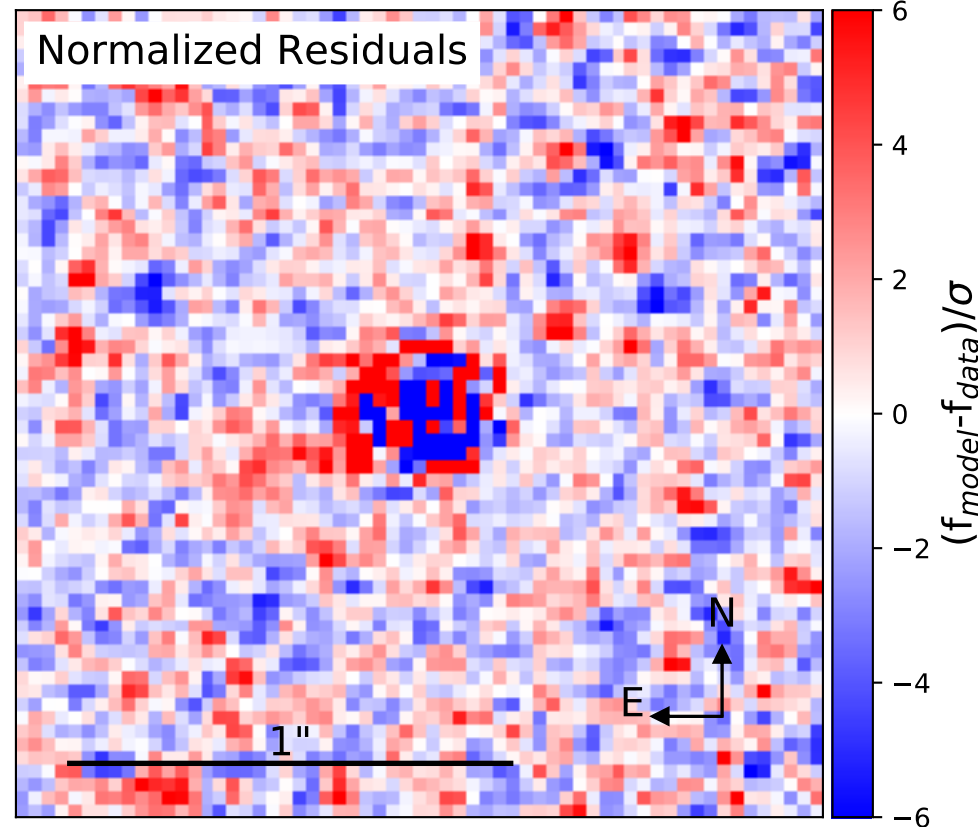 Normalized Residuals
6
4
2
0
−2
−4
−6
(f_model-f_data)/σ
N
E
1"